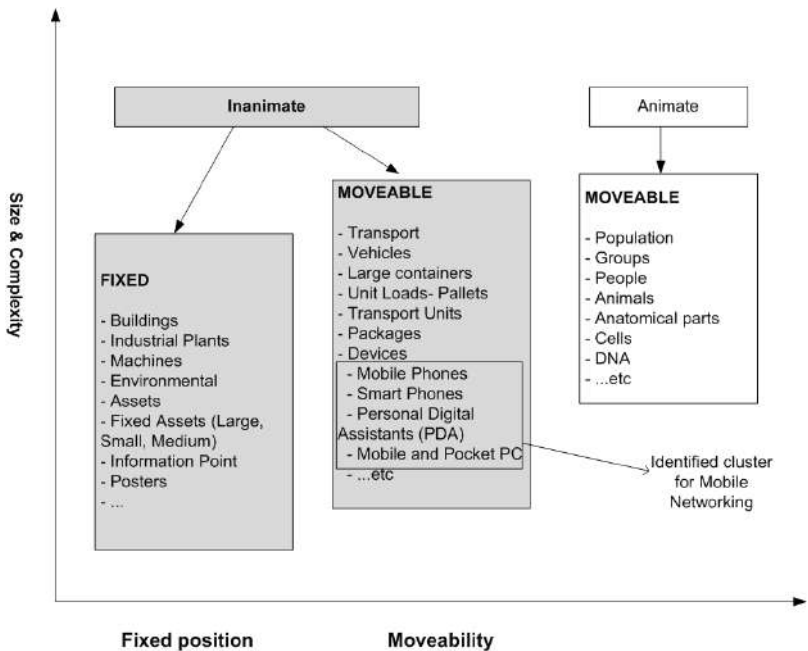 Size & Complexity
Inanimate
Animate
FIXED
- Buildings
- Industrial Plants
- Machines
- Environmental
- Assets
- Fixed Assets (Large,
Small, Medium)
- Information Point
- Posters
- ...
MOVEABLE
- Transport
- Vehicles
- Large containers
- Unit Loads- Pallets
- Transport Units
- Packages
- Devices
- Mobile Phones
- Smart Phones
- Personal Digital
Assistants (PDA)
- Mobile and Pocket PC
- ...etc
MOVEABLE
- Population
- Groups
- People
- Animals
- Anatomical parts
- Cells
- DNA
- ...etc
Identified cluster
for Mobile
Networking
Fixed position
Moveability